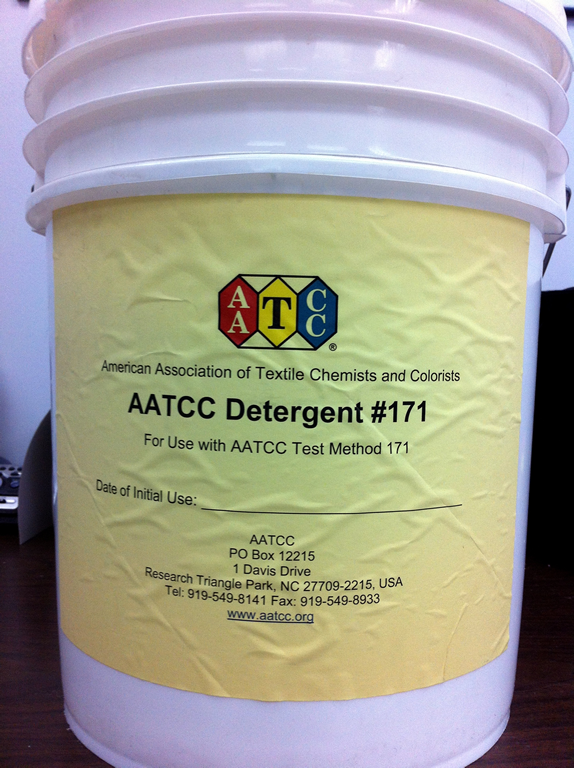 AATCC
®
American Association of Textile Chemists and Colorists
AATCC Detergent #171
For Use with AATCC Test Method 171
Date of Initial Use:
AATCC
PO Box 12215
1 Davis Drive
Research Triangle Park, NC 27709-2215, USA
Tel: 919-549-8141 Fax: 919-549-8933
www.aatcc.org